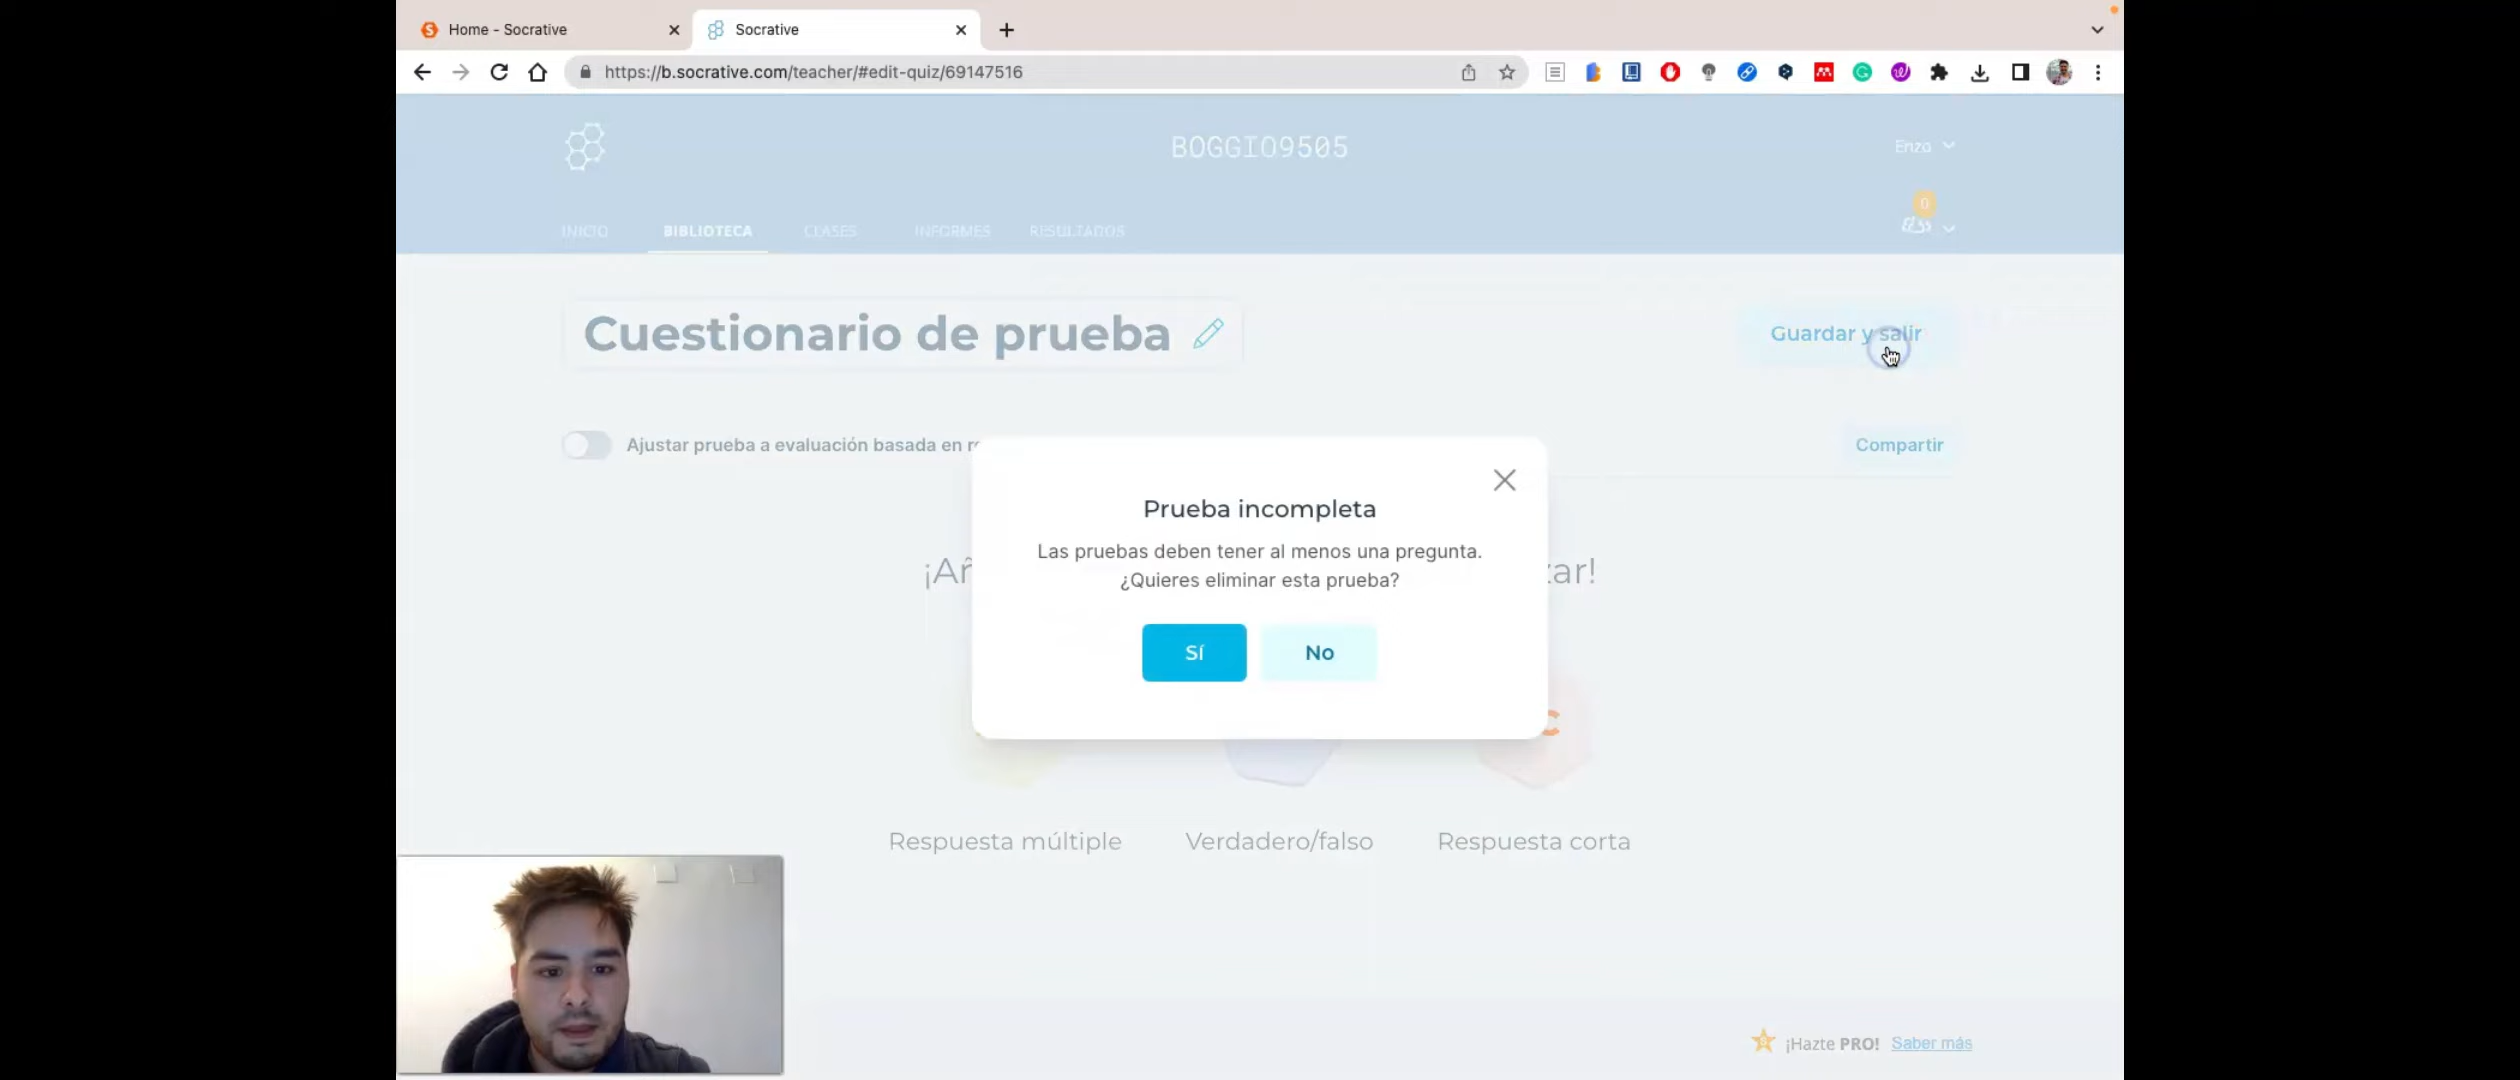 Home - Socrative
Socrative
https://b.socrative.com/teacher/#edit-quiz/69147516
BOGGIO9505
Enzo
0
INICIO
BIBLIOTECA
CLASES
INFORMES
RESULTADOS
Cuestionario de prueba
Guardar y salir
Ajustar prueba a evaluación basada en
Compartir
Prueba incompleta
Las pruebas deben tener al menos una pregunta.
¿Quieres eliminar esta prueba?
Sí
No
Respuesta múltiple
Verdadero/falso
Respuesta corta
¡Hazte PRO! Saber más